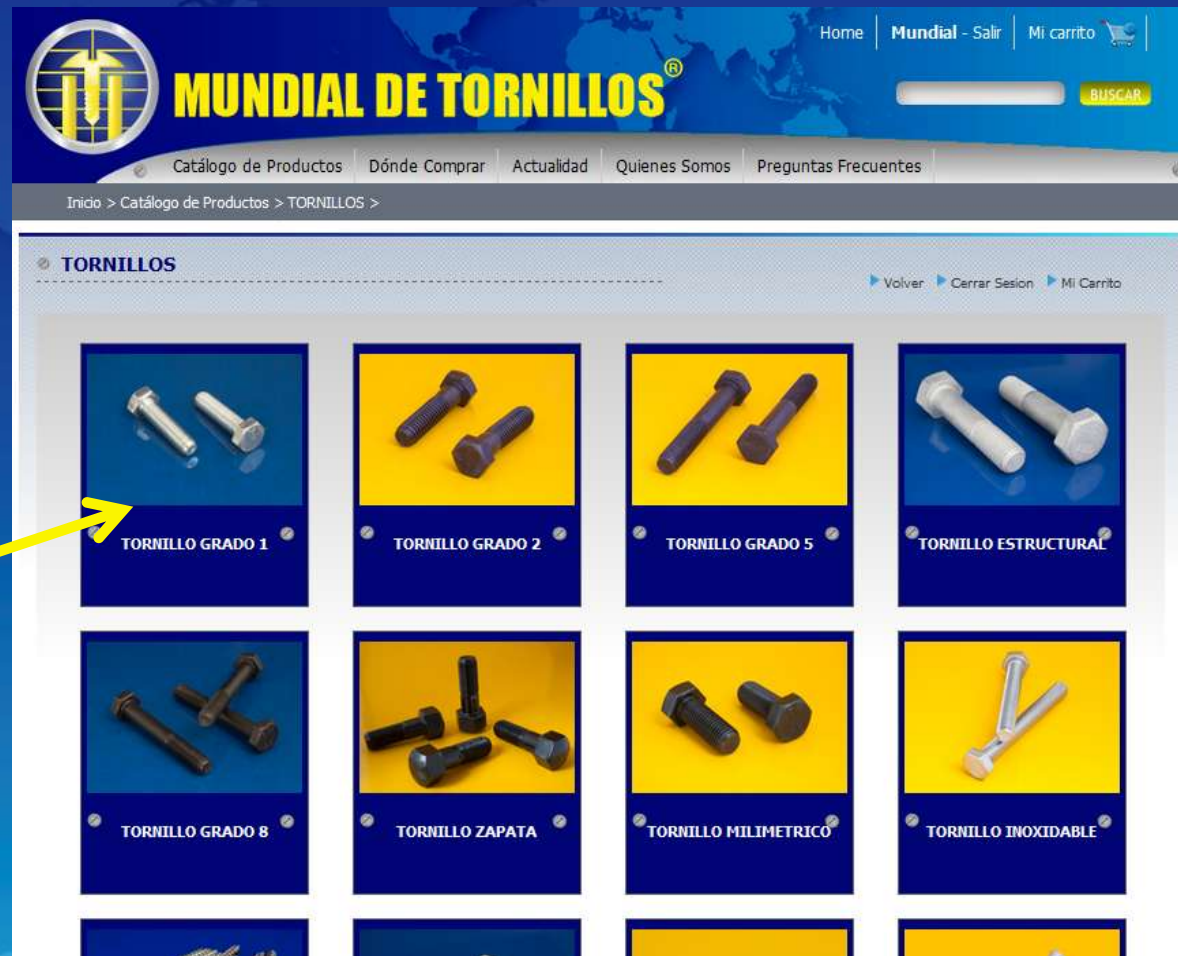 Home Mundial - Salir Mi carrito
MUNDIAL DE TORNILLOS®
BUSCAR
Catálogo de Productos Dónde Comprar Actualidad Quienes Somos Preguntas Frecuentes
Inicio > Catálogo de Productos > TORNILLOS >
TORNILLOS
Volver Cerrar Sesion Mi Carrito
TORNILLO GRADO 1 TORNILLO GRADO 2 TORNILLO GRADO 5 TORNILLO ESTRUCTURAL
TORNILLO GRADO 8 TORNILLO ZAPATA TORNILLO MILIMETRICO TORNILLO INOXIDABLE